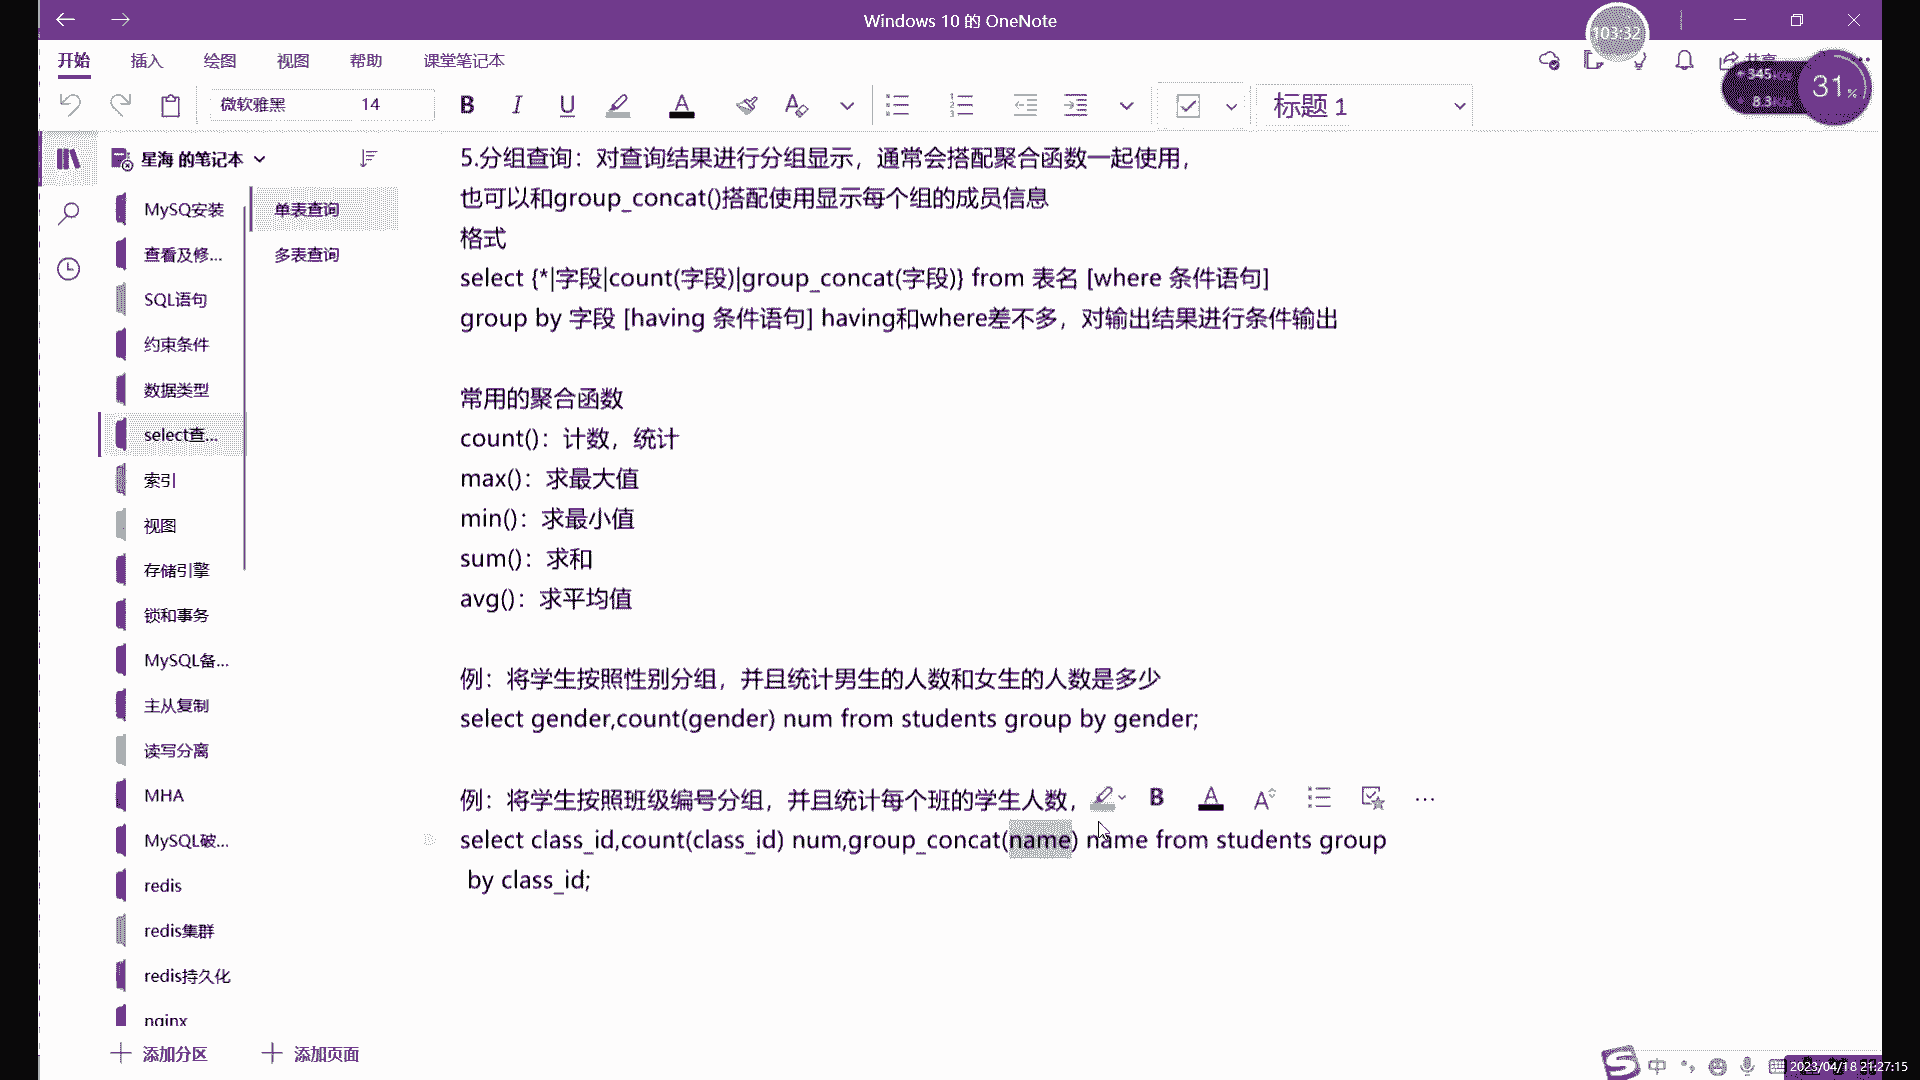 Windows 10 的 OneNote
103:32
开始 插入 绘图 视图 帮助 课堂笔记本
共享
345
8.3
31%
微软雅黑 14 B I U A 标题 1
星海 的笔记本
MySQ安装
查看及修...
SQL语句
约束条件
数据类型
select查...
索引
视图
存储引擎
锁和事务
MySQL备...
主从复制
读写分离
MHA
MySQL破...
redis
redis集群
redis持久化
nginx
添加分区
单表查询
多表查询
添加页面
5.分组查询：对查询结果进行分组显示，通常会搭配聚合函数一起使用，
也可以和group_concat()搭配使用显示每个组的成员信息
格式
select {*|字段|count(字段)|group_concat(字段)} from 表名 [where 条件语句]
group by 字段 [having 条件语句] having和where差不多，对输出结果进行条件输出
常用的聚合函数
count()：计数，统计
max()：求最大值
min()：求最小值
sum()：求和
avg()：求平均值
例：将学生按照性别分组，并且统计男生的人数和女生的人数是多少
select gender,count(gender) num from students group by gender;
例：将学生按照班级编号分组，并且统计每个班的学生人数，
select class_id,count(class_id) num,group_concat(name) name from students group
by class_id;
中
2023/04/18 21:27:15